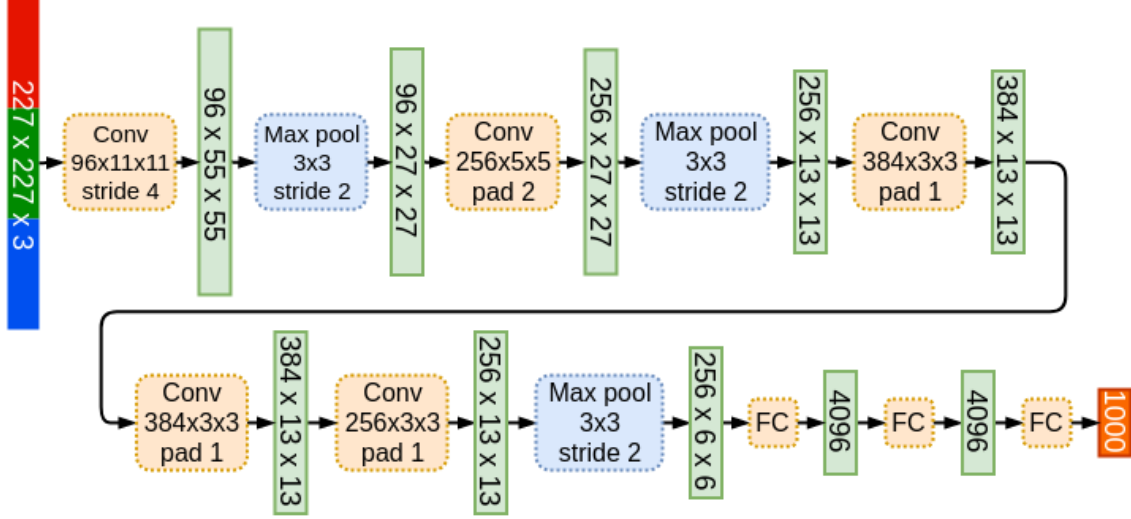 227 x 227 x 3
Conv
96x11x11
stride 4
96 x 55 x 55
Max pool
3x3
stride 2
96 x 27 x 27
Conv
256x5x5
pad 2
256 x 27 x 27
Max pool
3x3
stride 2
256 x 13 x 13
Conv
384x3x3
pad 1
384 x 13 x 13
Conv
384x3x3
pad 1
384 x 13 x 13
Conv
256x3x3
pad 1
256 x 13 x 13
Max pool
3x3
stride 2
256 x 6 x 6
FC
4096
FC
4096
FC
1000